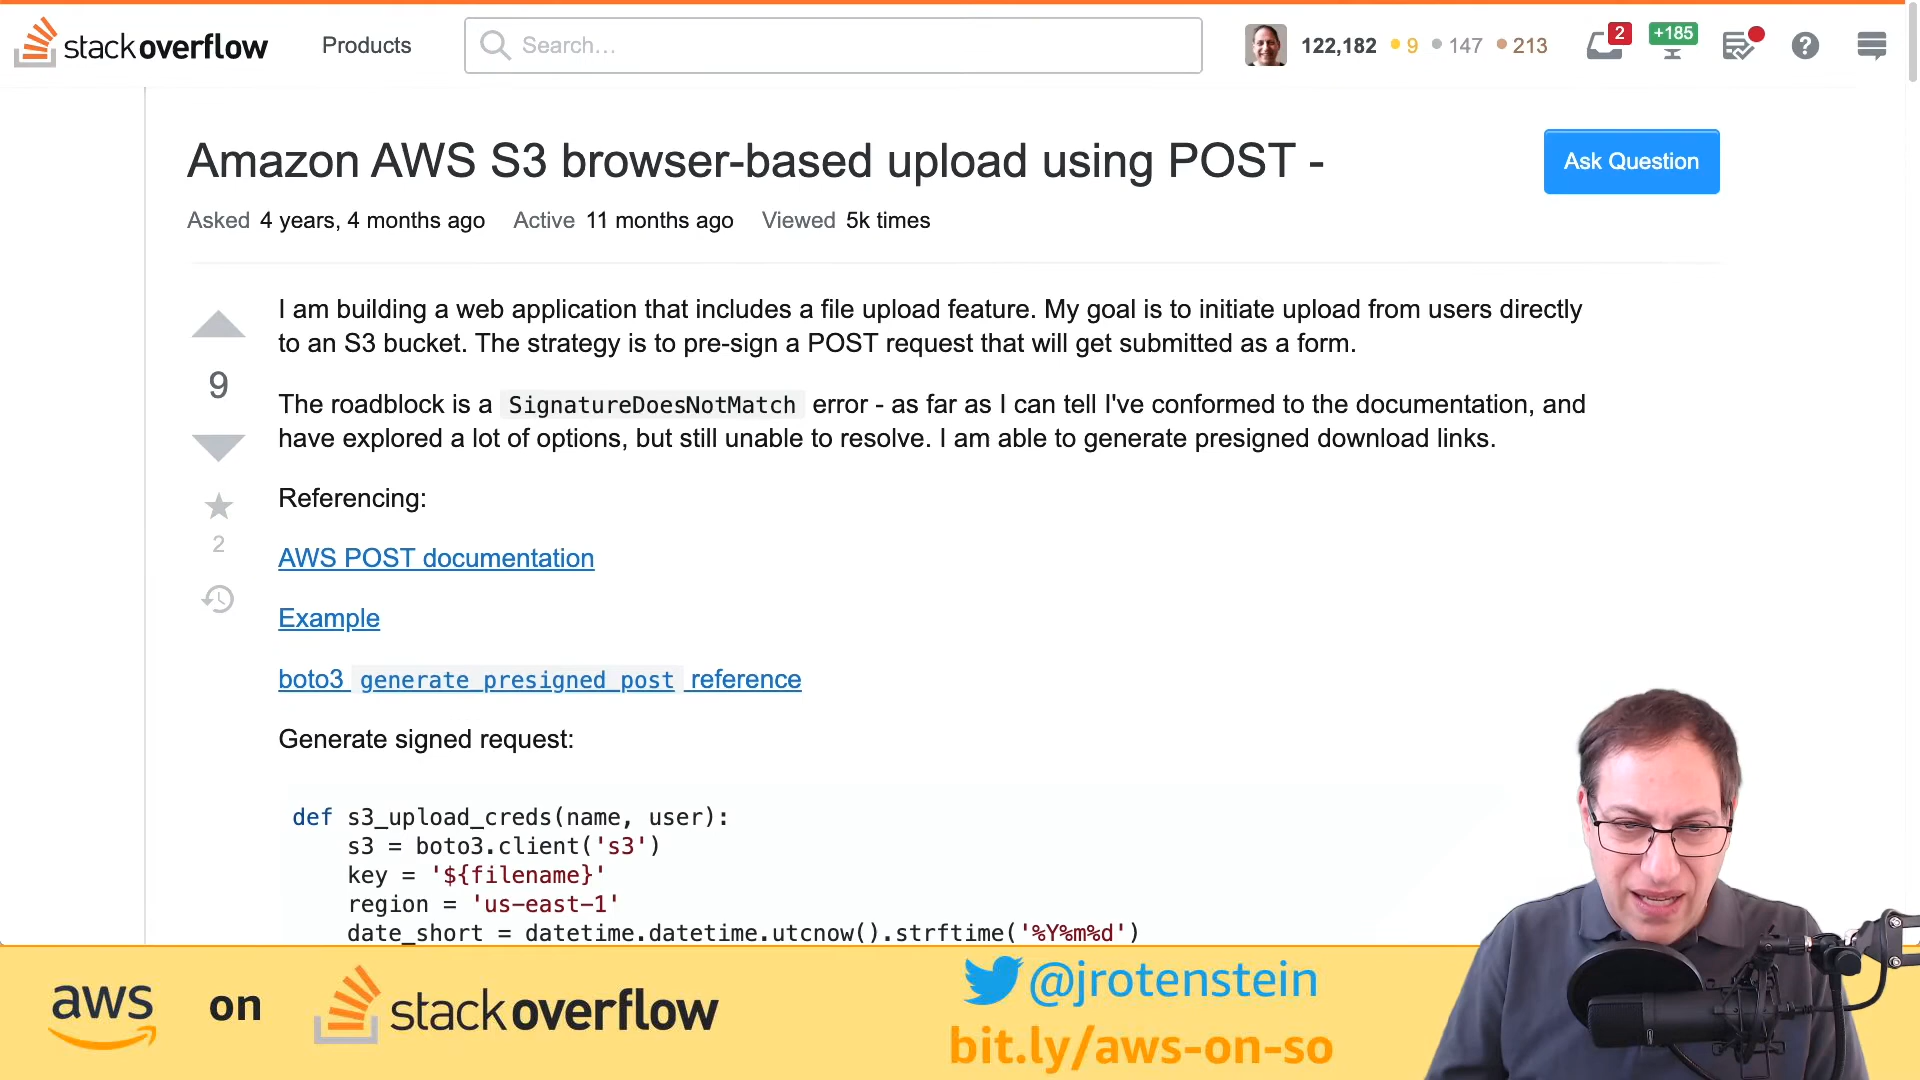 stackoverflow Products Search... 122,182 9 147 213 2 +185 ?
Amazon AWS S3 browser-based upload using POST -
Ask Question
Asked 4 years, 4 months ago Active 11 months ago Viewed 5k times
I am building a web application that includes a file upload feature. My goal is to initiate upload from users directly
to an S3 bucket. The strategy is to pre-sign a POST request that will get submitted as a form.
9
The roadblock is a SignatureDoesNotMatch error - as far as I can tell I've conformed to the documentation, and
have explored a lot of options, but still unable to resolve. I am able to generate presigned download links.
Referencing:
2
AWS POST documentation
Example
boto3 generate_presigned_post reference
Generate signed request:
def s3_upload_creds(name, user):
s3 = boto3.client('s3')
key = '${filename}'
region = 'us-east-1'
date_short = datetime.datetime.utcnow().strftime('%Y%m%d')
aws on stackoverflow
@jrotenstein
bit.ly/aws-on-so